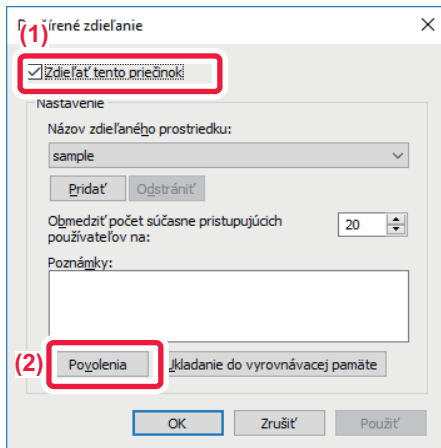 (1)
Zdieľať tento priečinok
Nastavenie
Názov zdieľaného prostriedku:
sample
Pridať Odstrániť
Obmedziť počet súčasne pristupujúcich
používateľov na:
20
Poznámky:
(2)
Povolenia
Ukladanie do vyrovnávacej pamäte
OK Zrušiť Použiť